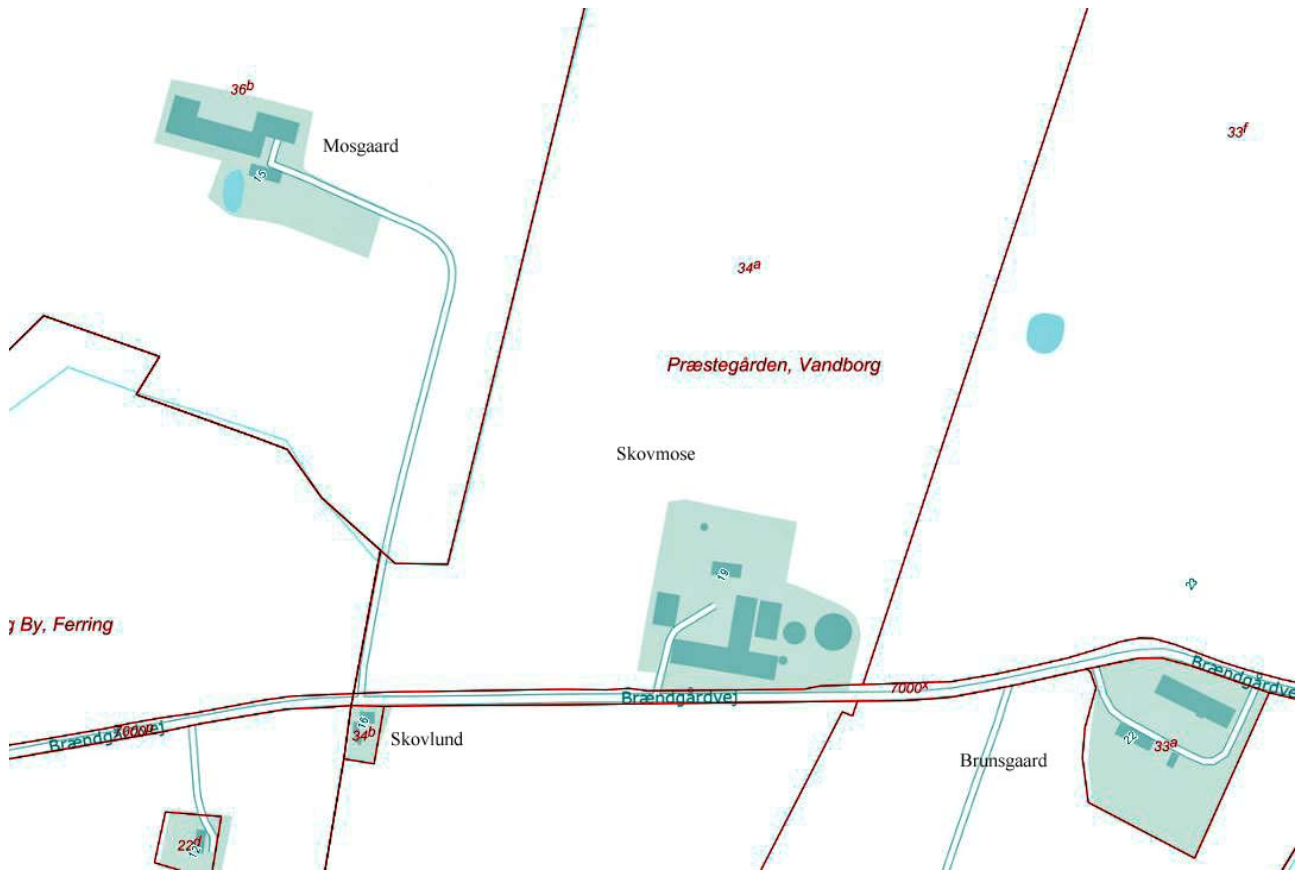 36b
33f
Mosgaard
15
34a
Præstegården, Vandborg
Skovmose
19
g By, Ferring
Brændgårdvej
7000x
Brændgårdvej
Brændgårdvej
16
34b
Skovlund
Brunsgaard
22
33a
22d
12